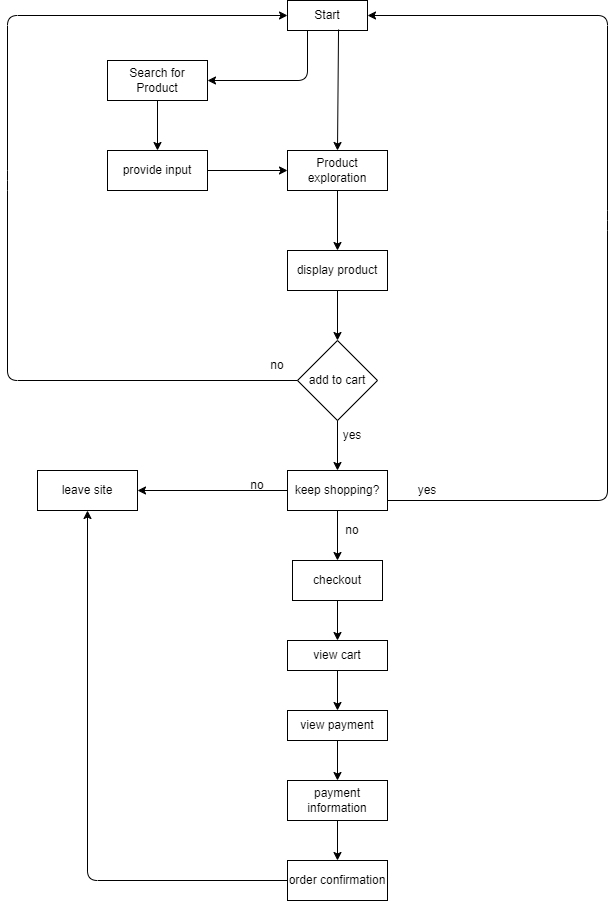 Start
Search for
Product
provide input
Product
exploration
display product
no
add to cart
yes
leave site
no
keep shopping?
yes
no
checkout
view cart
view payment
payment
information
order confirmation